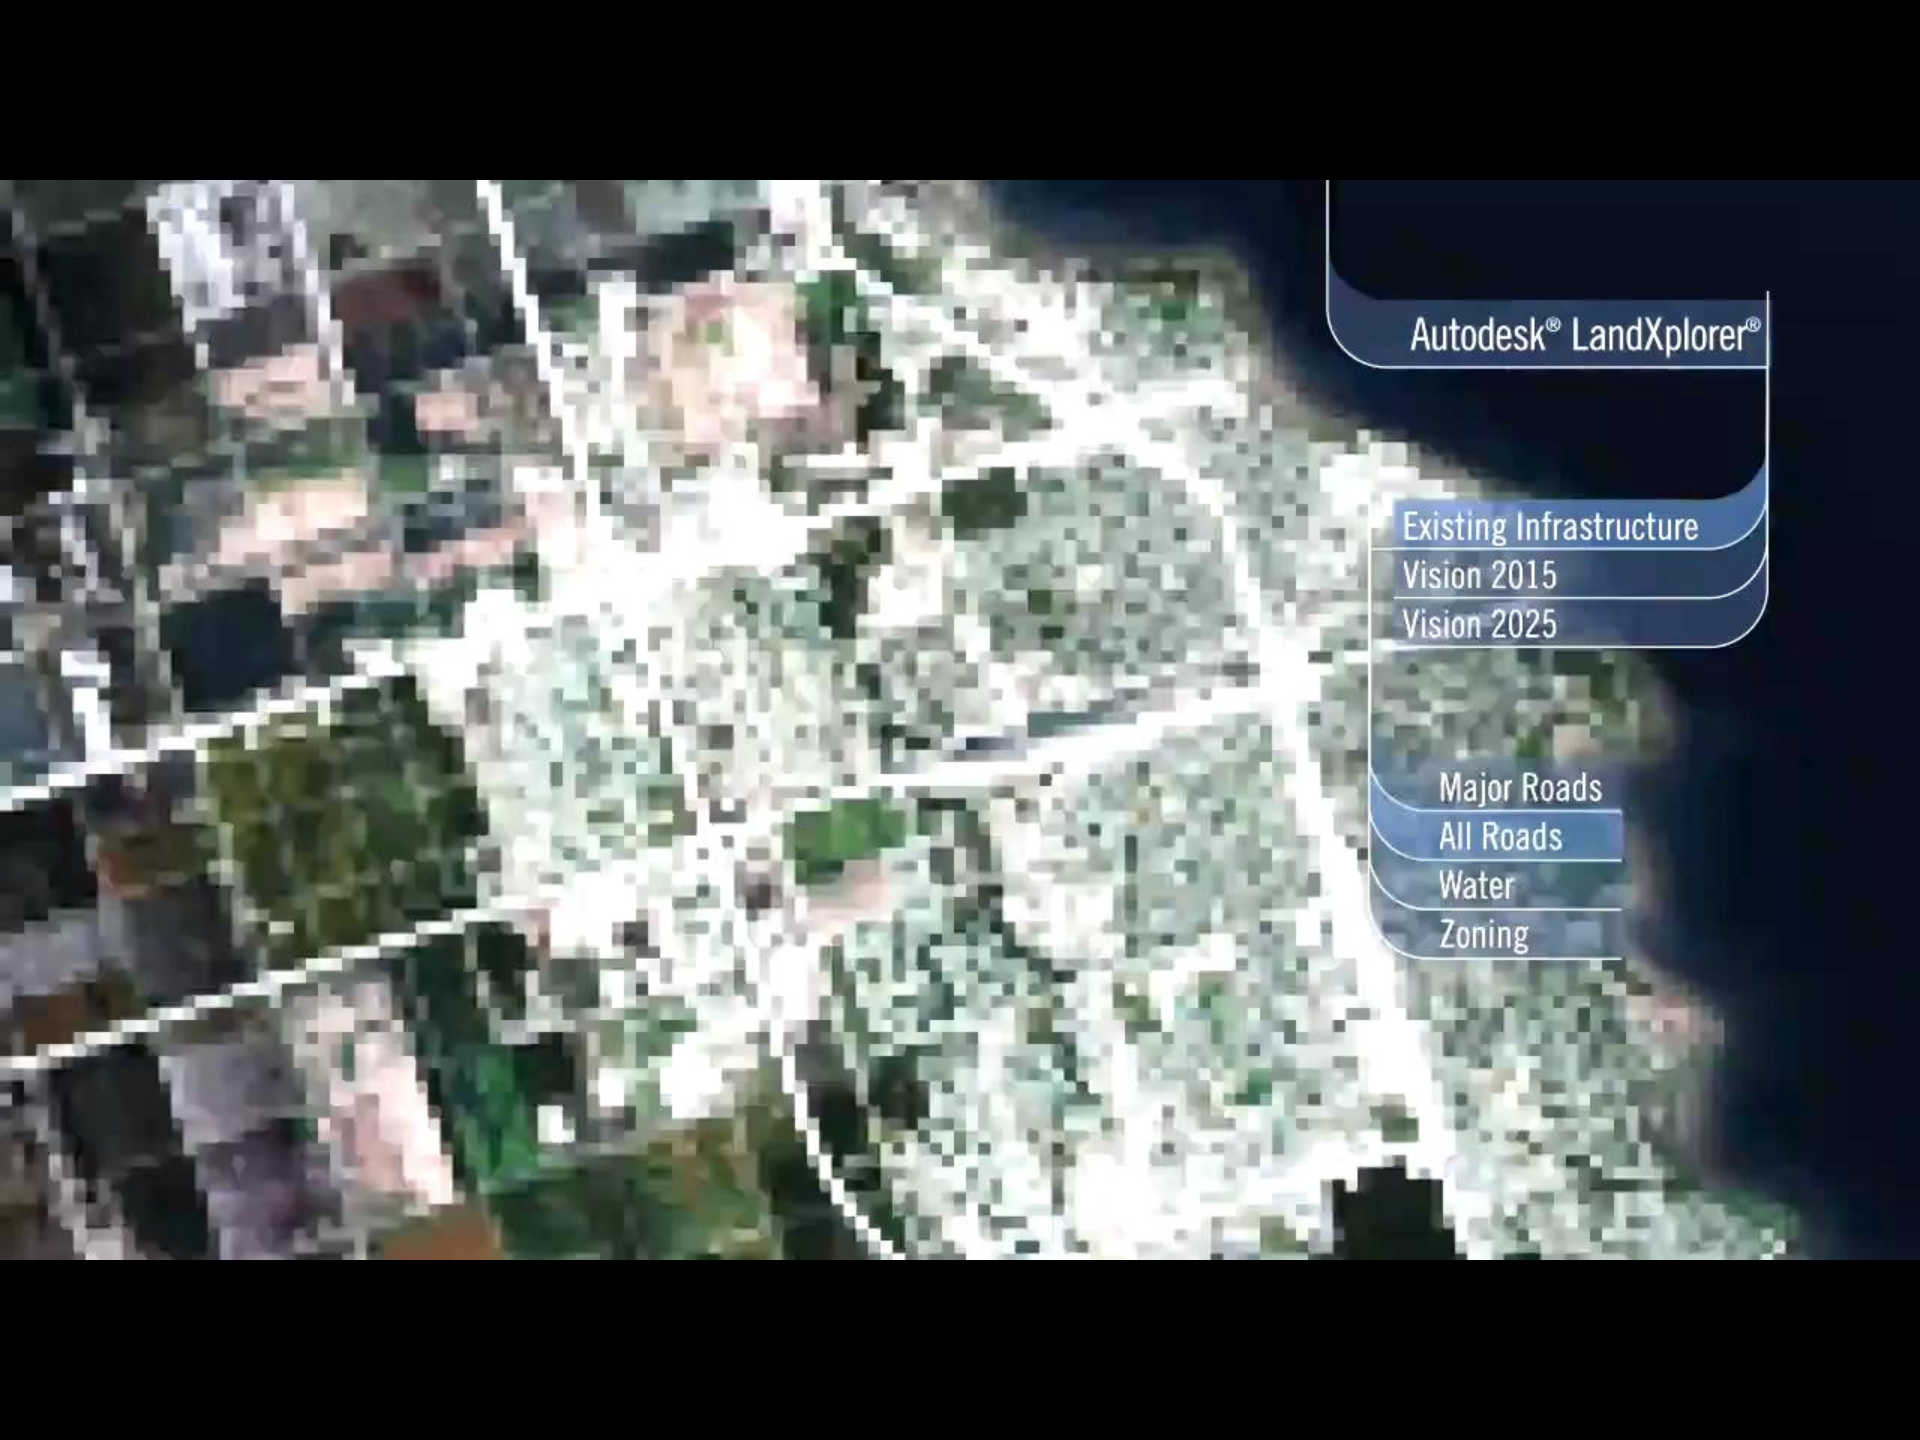 Autodesk® LandXplorer®
Existing Infrastructure
Vision 2015
Vision 2025
Major Roads
All Roads
Water
Zoning